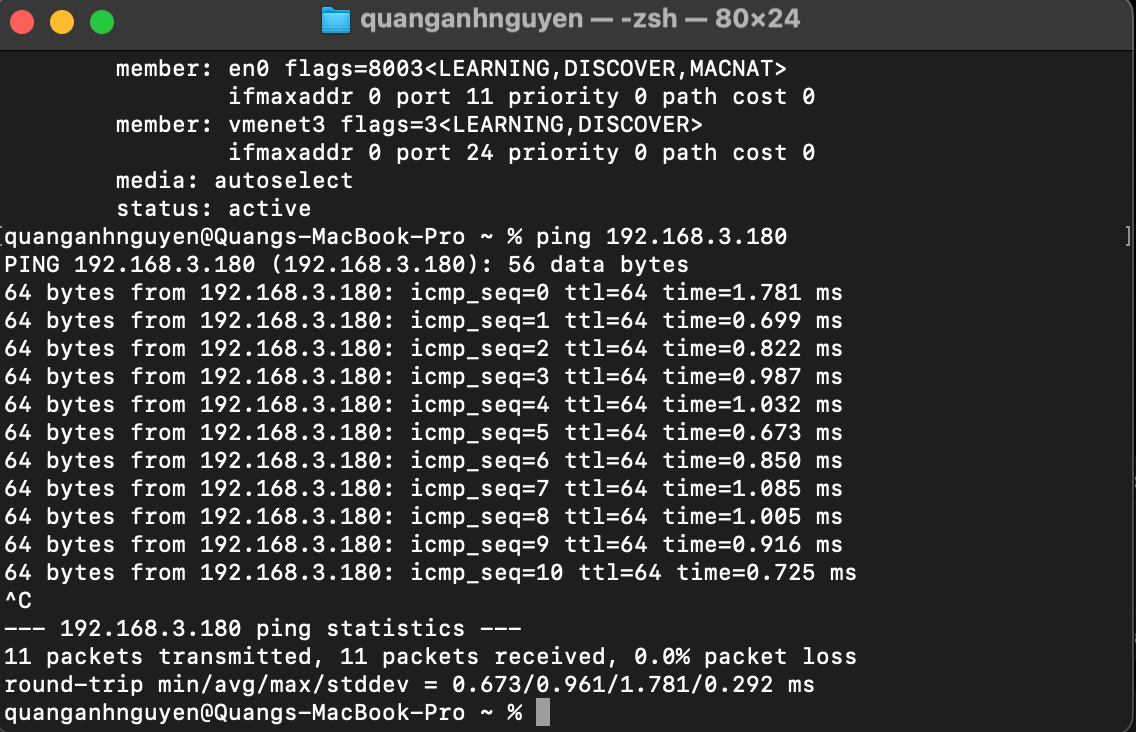 quanganhnguyen — -zsh — 80×24
member: en0 flags=8003<LEARNING,DISCOVER,MACNAT>
ifmaxaddr 0 port 11 priority 0 path cost 0
member: vmenet3 flags=3<LEARNING,DISCOVER>
ifmaxaddr 0 port 24 priority 0 path cost 0
media: autoselect
status: active
[quanganhnguyen@Quangs-MacBook-Pro ~ % ping 192.168.3.180 ]
PING 192.168.3.180 (192.168.3.180): 56 data bytes
64 bytes from 192.168.3.180: icmp_seq=0 ttl=64 time=1.781 ms
64 bytes from 192.168.3.180: icmp_seq=1 ttl=64 time=0.699 ms
64 bytes from 192.168.3.180: icmp_seq=2 ttl=64 time=0.822 ms
64 bytes from 192.168.3.180: icmp_seq=3 ttl=64 time=0.987 ms
64 bytes from 192.168.3.180: icmp_seq=4 ttl=64 time=1.032 ms
64 bytes from 192.168.3.180: icmp_seq=5 ttl=64 time=0.673 ms
64 bytes from 192.168.3.180: icmp_seq=6 ttl=64 time=0.850 ms
64 bytes from 192.168.3.180: icmp_seq=7 ttl=64 time=1.085 ms
64 bytes from 192.168.3.180: icmp_seq=8 ttl=64 time=1.005 ms
64 bytes from 192.168.3.180: icmp_seq=9 ttl=64 time=0.916 ms
64 bytes from 192.168.3.180: icmp_seq=10 ttl=64 time=0.725 ms
^C
--- 192.168.3.180 ping statistics ---
11 packets transmitted, 11 packets received, 0.0% packet loss
round-trip min/avg/max/stddev = 0.673/0.961/1.781/0.292 ms
quanganhnguyen@Quangs-MacBook-Pro ~ %